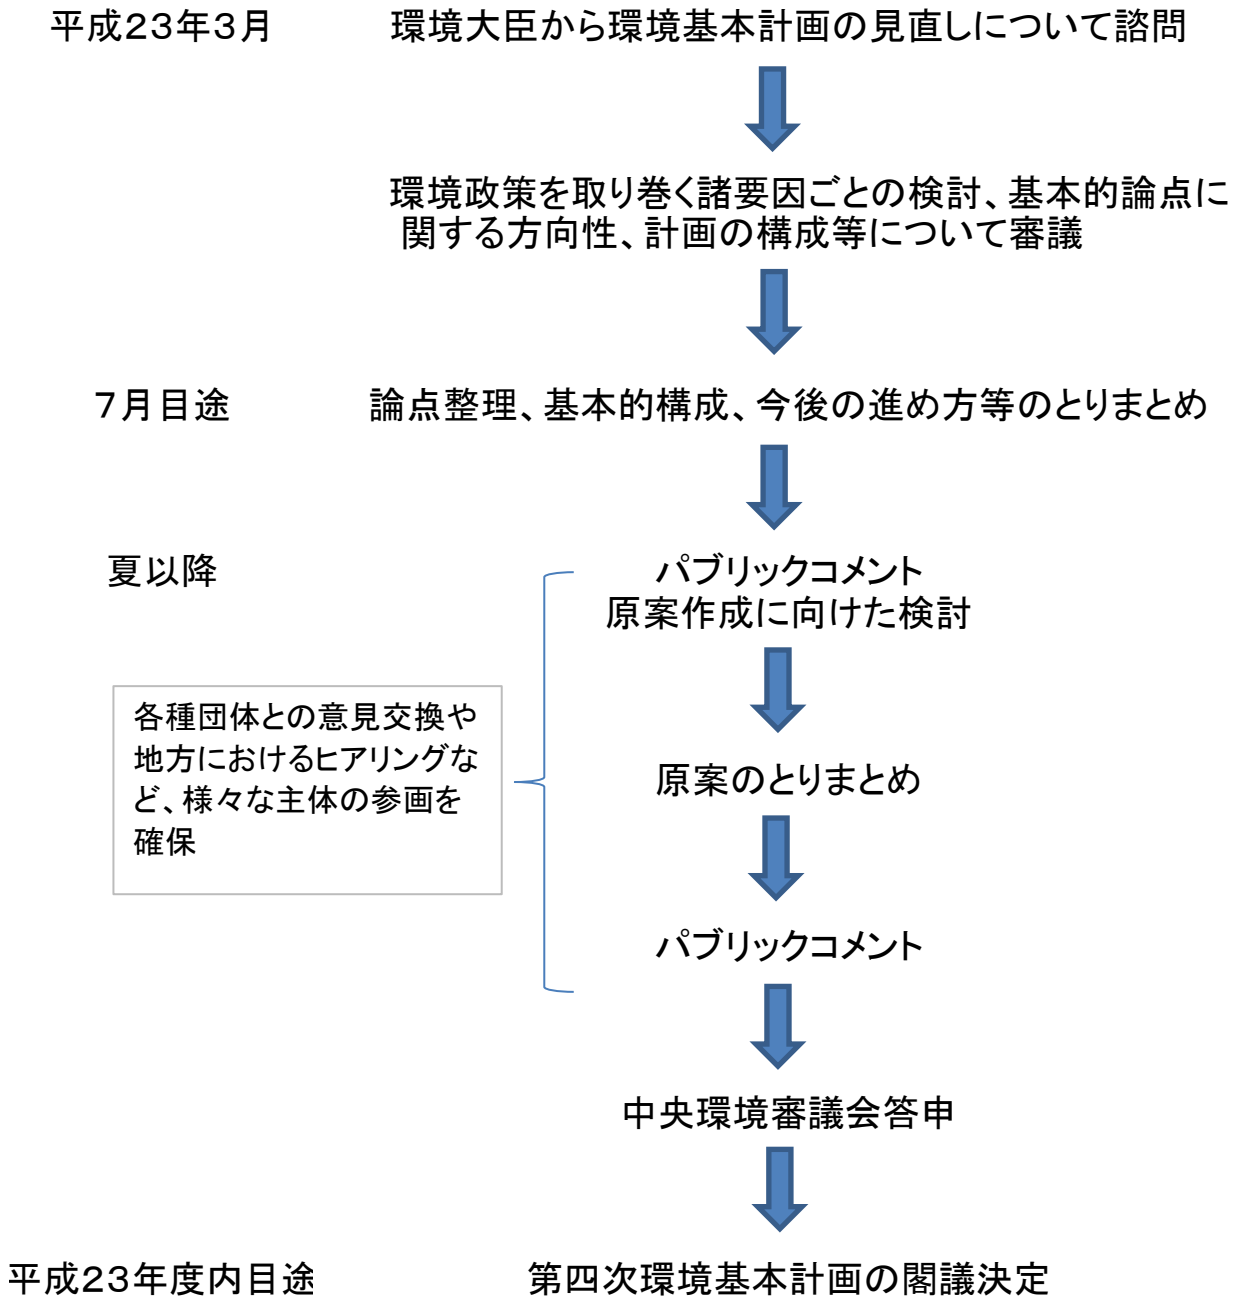 平成23年3月　環境大臣から環境基本計画の見直しについて諮問
環境政策を取り巻く諸要因ごとの検討、基本的論点に
関する方向性、計画の構成等について審議
7月目途　論点整理、基本的構成、今後の進め方等のとりまとめ
夏以降　パブリックコメント
原案作成に向けた検討
各種団体との意見交換や
地方におけるヒアリングな
ど、様々な主体の参画を
確保
原案のとりまとめ
パブリックコメント
中央環境審議会答申
平成23年度内目途　第四次環境基本計画の閣議決定